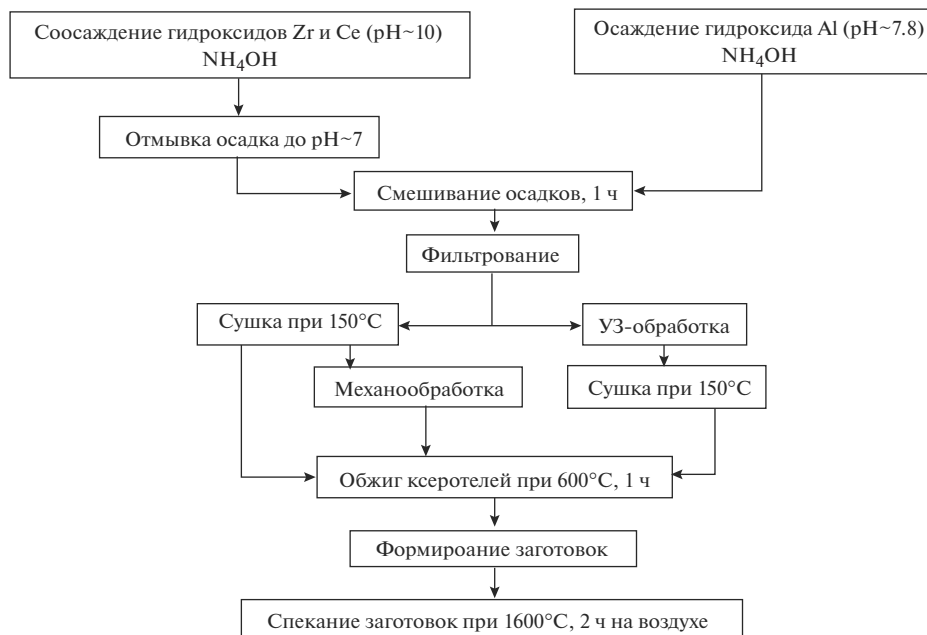 Соосаждение гидроксидов Zr и Ce (pH~10)
NH₄OH
Осаждение гидроксида Al (pH~7.8)
NH₄OH
Отмывка осадка до pH~7
Смешивание осадков, 1 ч
Фильтрование
Сушка при 150°C
УЗ-обработка
Механообработка
Сушка при 150°C
Обжиг ксеротелей при 600°C, 1 ч
Формироание заготовок
Спекание заготовок при 1600°C, 2 ч на воздухе